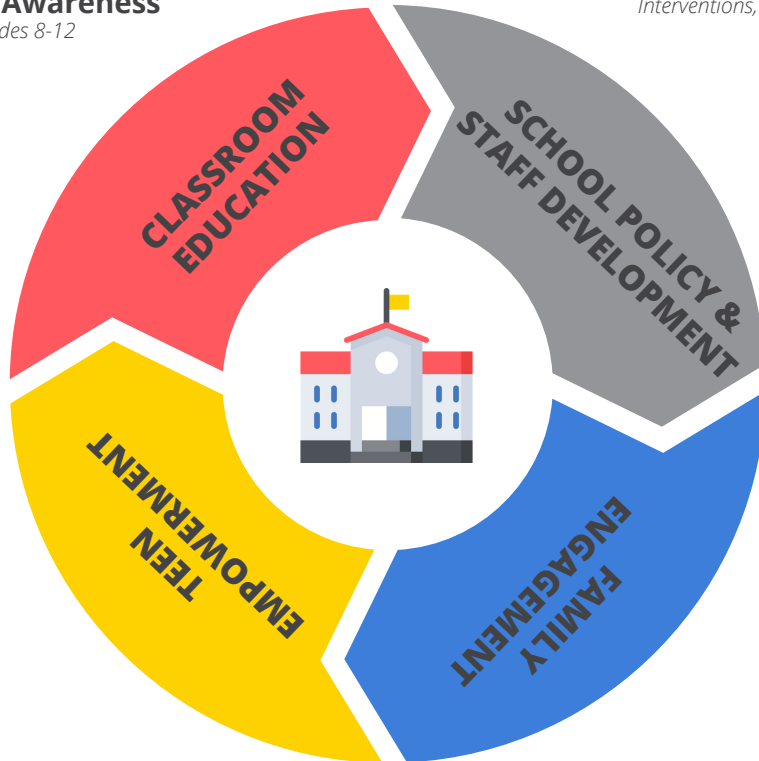 Awareness
des 8-12
Interventions,
CLASSROOM
EDUCATION
SCHOOL POLICY &
STAFF DEVELOPMENT
TEEN
EMPOWERMENT
FAMILY
ENGAGEMENT